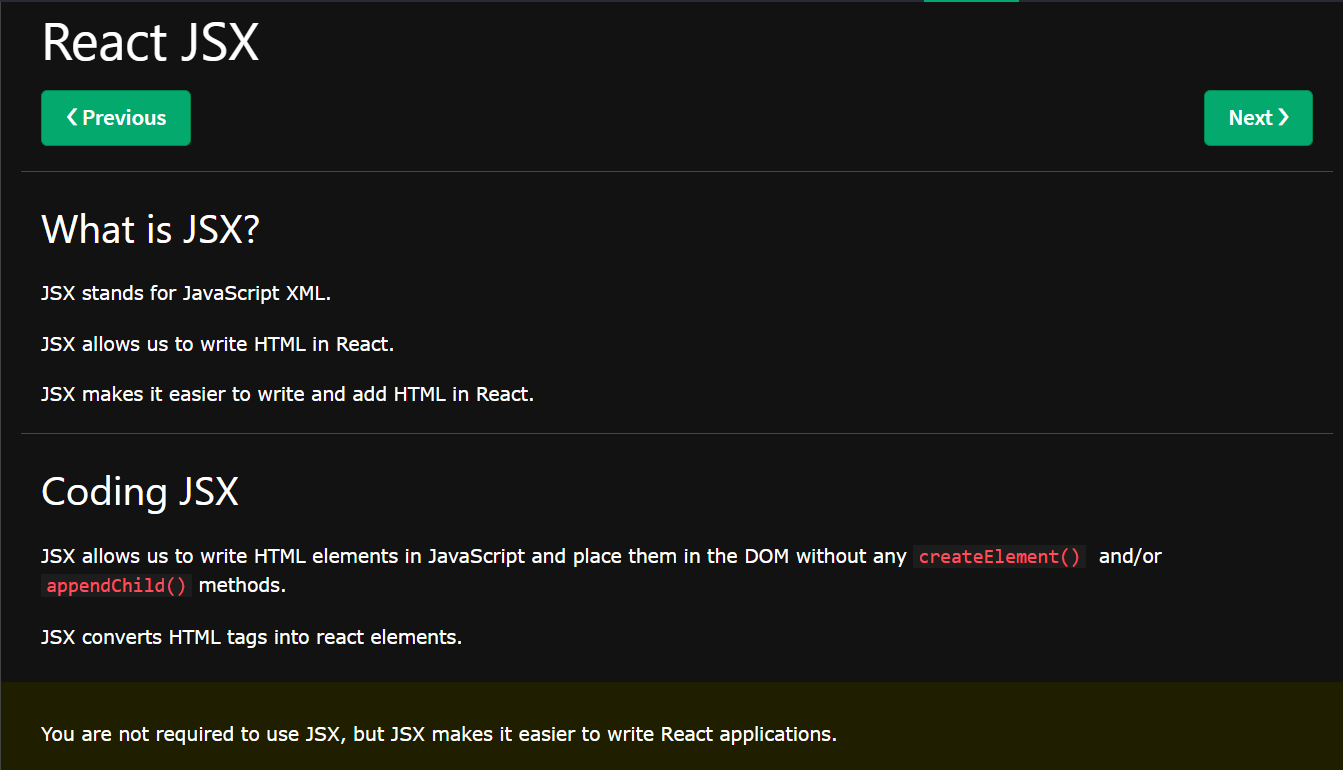 React JSX
❮ Previous
Next ❯
What is JSX?
JSX stands for JavaScript XML.
JSX allows us to write HTML in React.
JSX makes it easier to write and add HTML in React.
Coding JSX
JSX allows us to write HTML elements in JavaScript and place them in the DOM without any createElement() and/or
appendChild() methods.
JSX converts HTML tags into react elements.
You are not required to use JSX, but JSX makes it easier to write React applications.